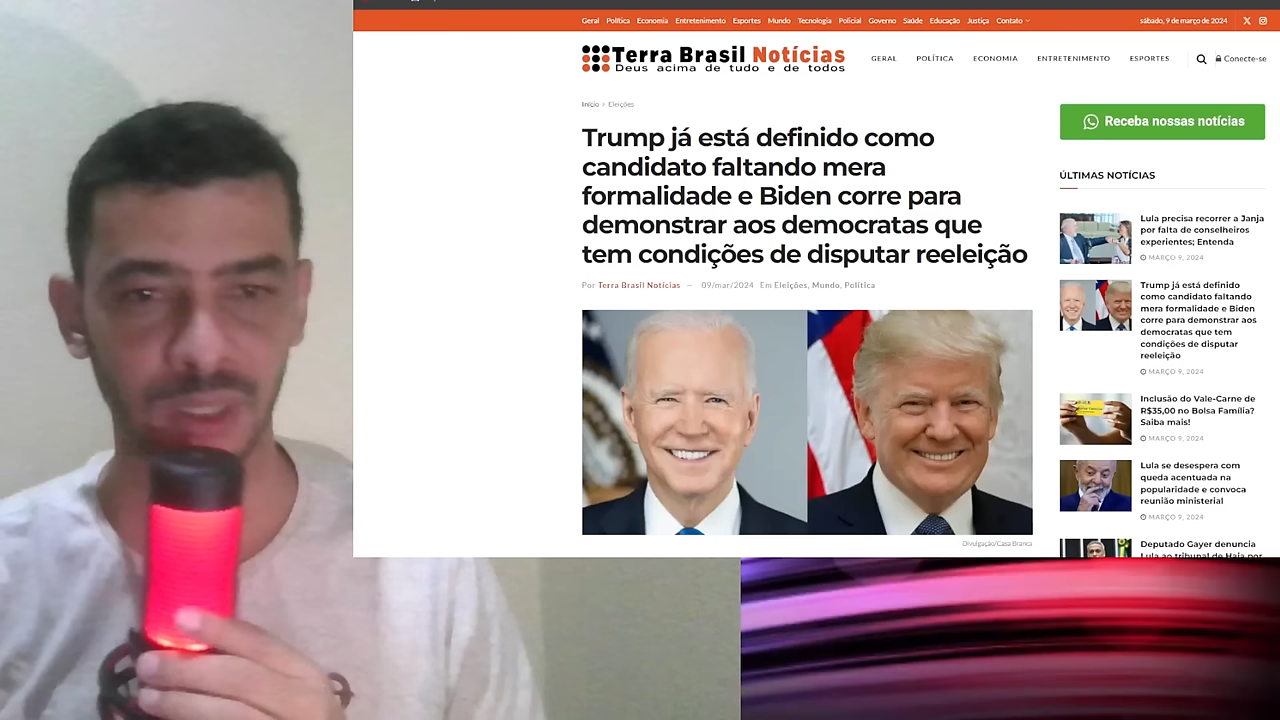 Geral Política Economia Entretenimento Esportes Mundo Tecnologia Policial Governo Saúde Educação Justiça Contato
sábado, 9 de março de 2024
Terra Brasil Notícias
Deus acima de tudo e de todos
GERAL POLÍTICA ECONOMIA ENTRETENIMENTO ESPORTES
Conecte-se
Início > Eleições
Trump já está definido como
candidato faltando mera
formalidade e Biden corre para
demonstrar aos democratas que
tem condições de disputar reeleição
Por Terra Brasil Notícias — 09/mar/2024 Em Eleições, Mundo, Política
Divulgação/Casa Branca
Receba nossas notícias
ÚLTIMAS NOTÍCIAS
Lula precisa recorrer a Janja
por falta de conselheiros
experientes; Entenda
MARÇO 9, 2024
Trump já está definido
como candidato faltando
mera formalidade e Biden
corre para demonstrar aos
democratas que tem
condições de disputar
reeleição
MARÇO 9, 2024
Inclusão do Vale-Carne de
R$35,00 no Bolsa Família?
Saiba mais!
MARÇO 9, 2024
Lula se desespera com
queda acentuada na
popularidade e convoca
reunião ministerial
MARÇO 9, 2024
Deputado Gayer denuncia
Lula ao tribunal de Haia por